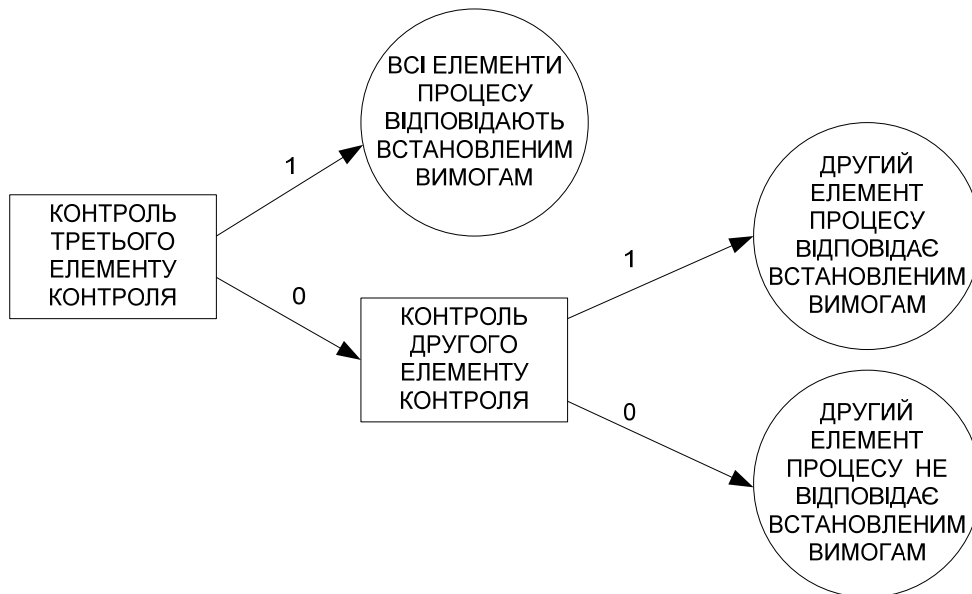 ВСІ ЕЛЕМЕНТИ
ПРОЦЕСУ
ВІДПОВІДАЮТЬ
ВСТАНОВЛЕНИМ
ВИМОГАМ
1
КОНТРОЛЬ
ТРЕТЬОГО
ЕЛЕМЕНТУ
КОНТРОЛЯ
0
КОНТРОЛЬ
ДРУГОГО
ЕЛЕМЕНТУ
КОНТРОЛЯ
1
ДРУГИЙ
ЕЛЕМЕНТ
ПРОЦЕСУ
ВІДПОВІДАЄ
ВСТАНОВЛЕНИМ
ВИМОГАМ
0
ДРУГИЙ
ЕЛЕМЕНТ
ПРОЦЕСУ НЕ
ВІДПОВІДАЄ
ВСТАНОВЛЕНИМ
ВИМОГАМ